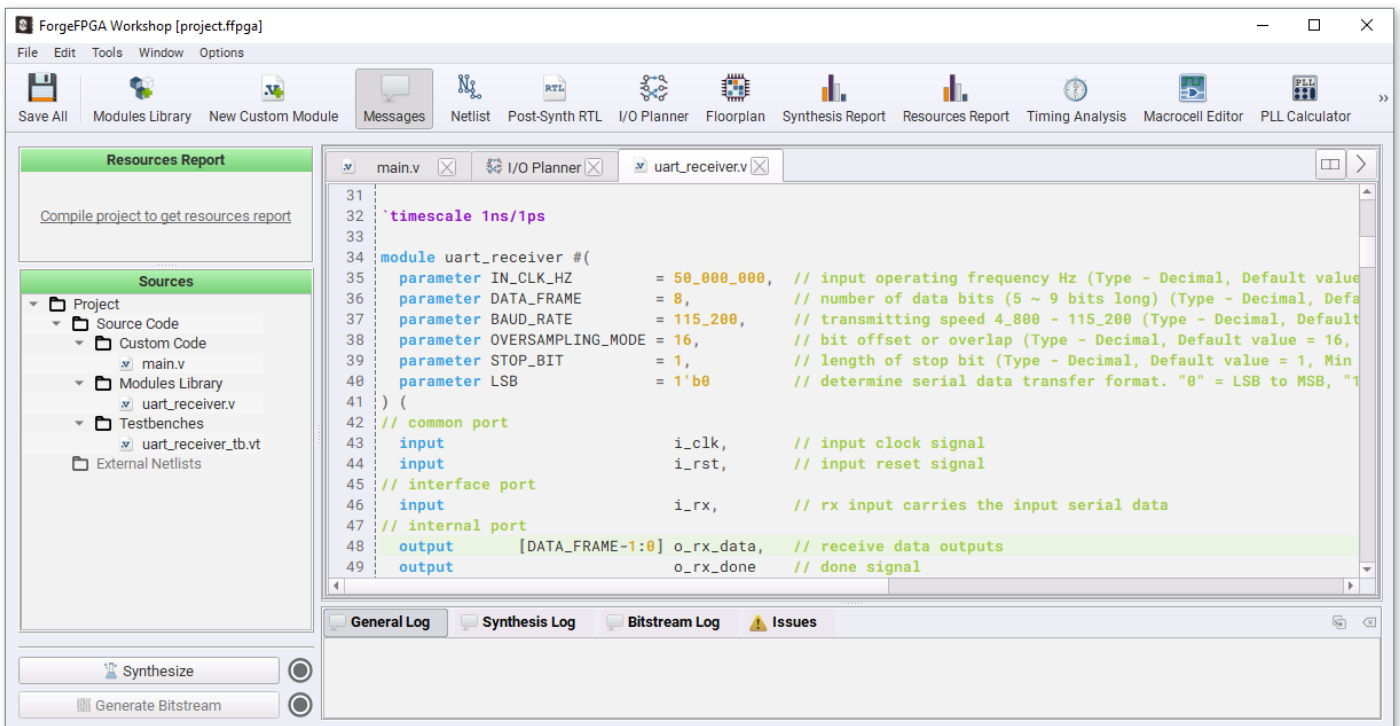 ForgeFPGA Workshop [project.ffpga]
File Edit Tools Window Options
Save All Modules Library New Custom Module Messages Netlist Post-Synth RTL I/O Planner Floorplan Synthesis Report Resources Report Timing Analysis Macrocell Editor PLL Calculator
Resources Report
Compile project to get resources report
Sources
Project
Source Code
Custom Code
main.v
Modules Library
uart_receiver.v
Testbenches
uart_receiver_tb.vt
External Netlists
Synthesize
Generate Bitstream
main.v I/O Planner uart_receiver.v
31
32 `timescale 1ns/1ps
33
34 module uart_receiver #(
35 parameter IN_CLK_HZ = 50_000_000, // input operating frequency Hz (Type - Decimal, Default value
36 parameter DATA_FRAME = 8, // number of data bits (5 ~ 9 bits long) (Type - Decimal, Defa
37 parameter BAUD_RATE = 115_200, // transmitting speed 4_800 - 115_200 (Type - Decimal, Default
38 parameter OVERSAMPLING_MODE = 16, // bit offset or overlap (Type - Decimal, Default value = 16,
39 parameter STOP_BIT = 1, // length of stop bit (Type - Decimal, Default value = 1, Min
40 parameter LSB = 1'b0 // determine serial data transfer format. "0" = LSB to MSB, "1
41 ) (
42 // common port
43 input i_clk, // input clock signal
44 input i_rst, // input reset signal
45 // interface port
46 input i_rx, // rx input carries the input serial data
47 // internal port
48 output [DATA_FRAME-1:0] o_rx_data, // receive data outputs
49 output o_rx_done // done signal
General Log Synthesis Log Bitstream Log Issues